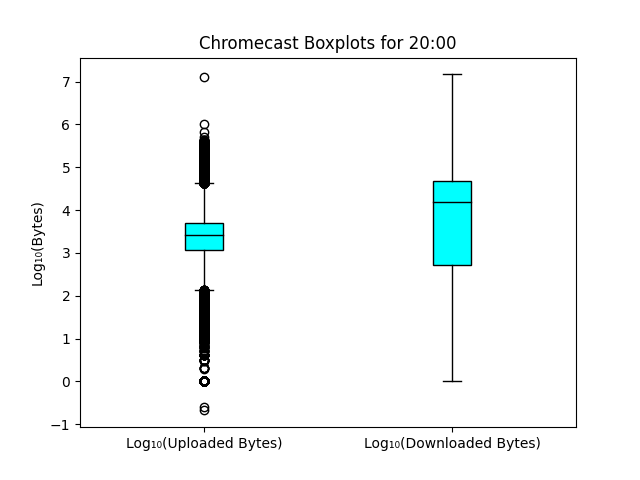 Chromecast Boxplots for 20:00
7
6
5
4
3
2
1
0
−1
Log₁₀(Bytes)
Log₁₀(Uploaded Bytes)
Log₁₀(Downloaded Bytes)